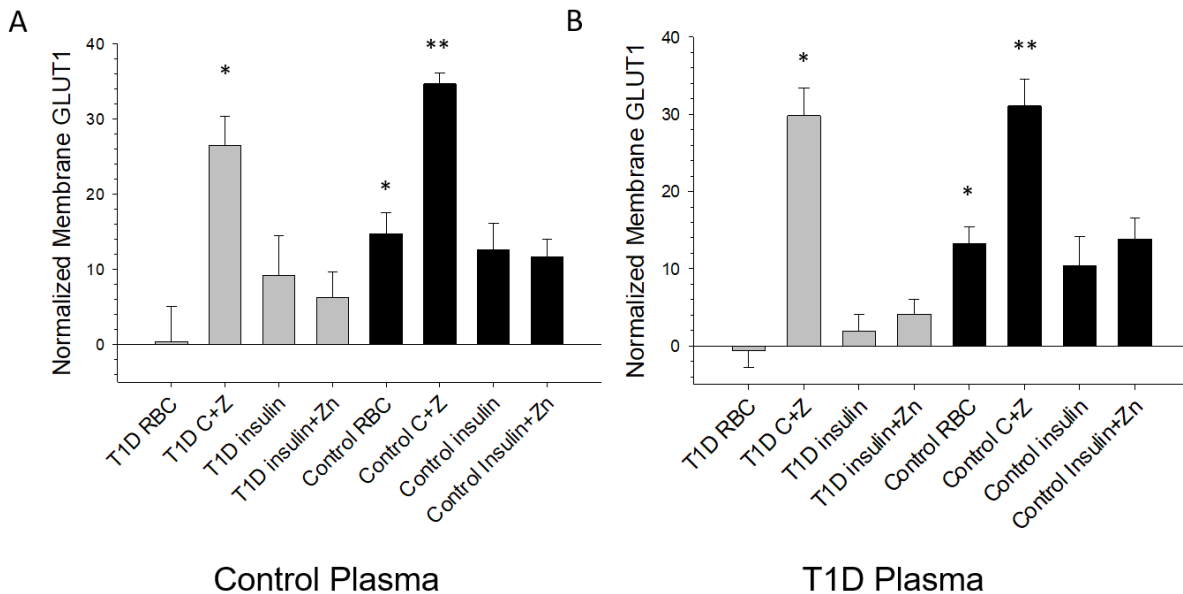 A
Normalized Membrane GLUT1
40
30
20
10
0
*
*
**
T1D RBC
T1D C+Z
T1D insulin
T1D insulin+Zn
Control RBC
Control C+Z
Control insulin
Control Insulin+Zn
Control Plasma
B
Normalized Membrane GLUT1
40
30
20
10
0
*
*
**
T1D RBC
T1D C+Z
T1D insulin
T1D insulin+Zn
Control RBC
Control C+Z
Control insulin
Control Insulin+Zn
T1D Plasma